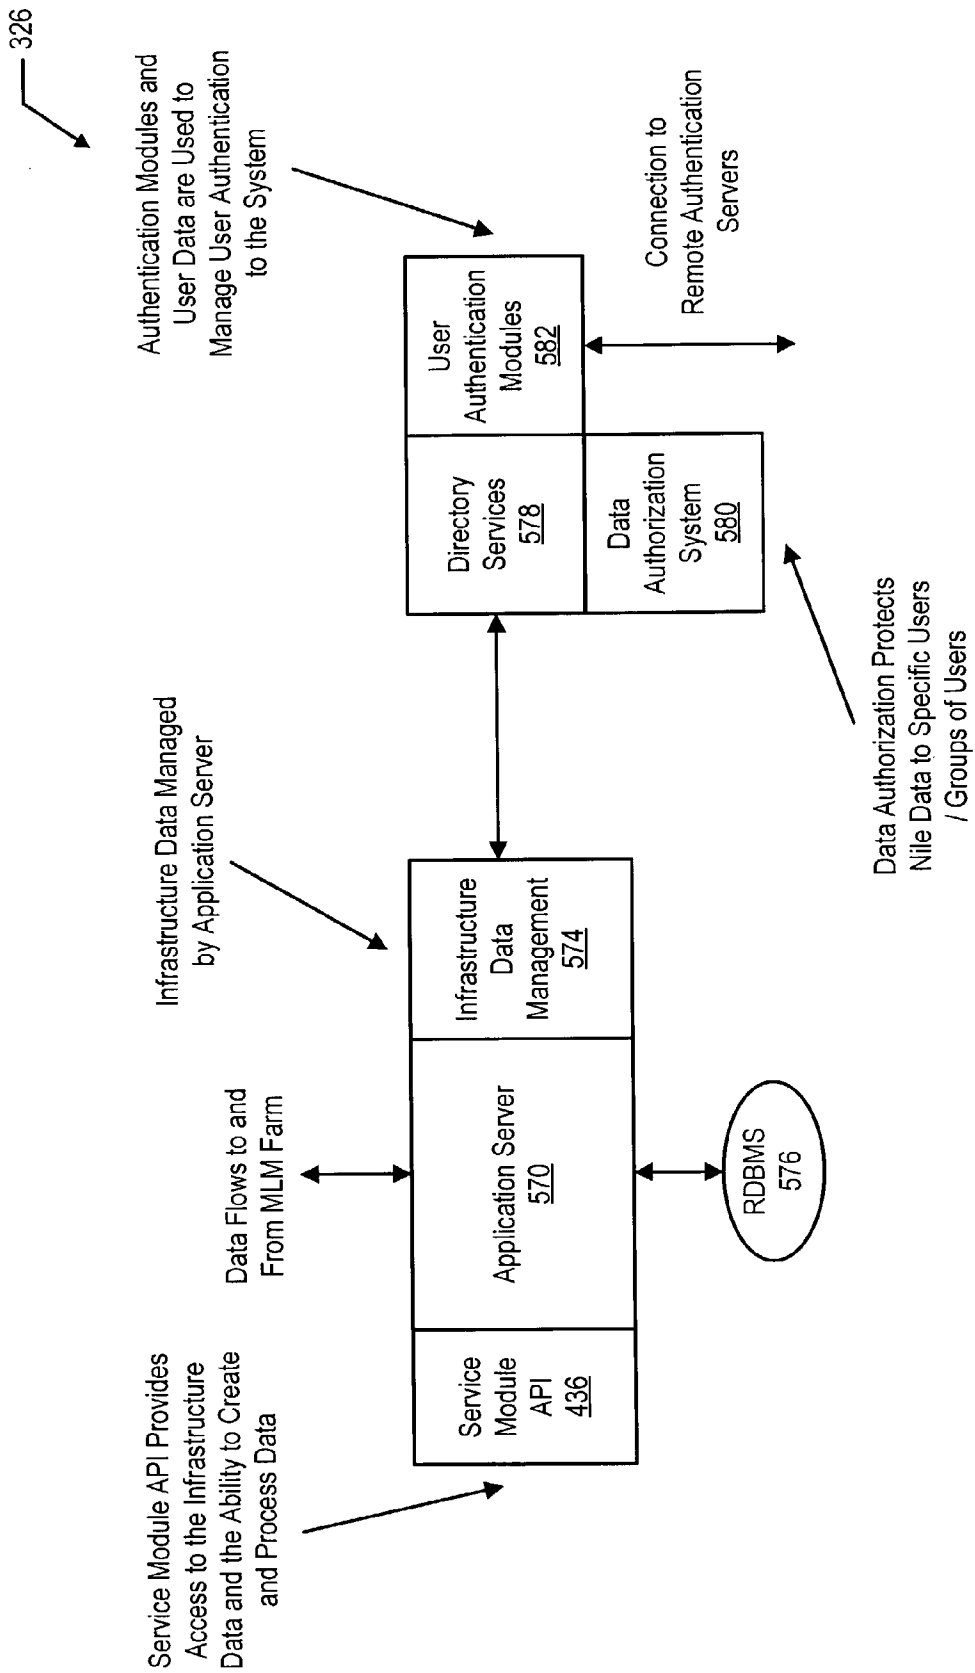 326
Service Module API Provides
Access to the Infrastructure
Data and the Ability to Create
and Process Data
Data Flows to and
From MLM Farm
Infrastructure Data Managed
by Application Server
Authentication Modules and
User Data are Used to
Manage User Authentication
to the System
Service
Module
API
436
Application Server
570
Infrastructure
Data
Management
574
Directory
Services
578
User
Authentication
Modules
582
Data
Authorization
System
580
Connection to
Remote Authentication
Servers
RDBMS
576
Data Authorization Protects
Nile Data to Specific Users
/ Groups of Users